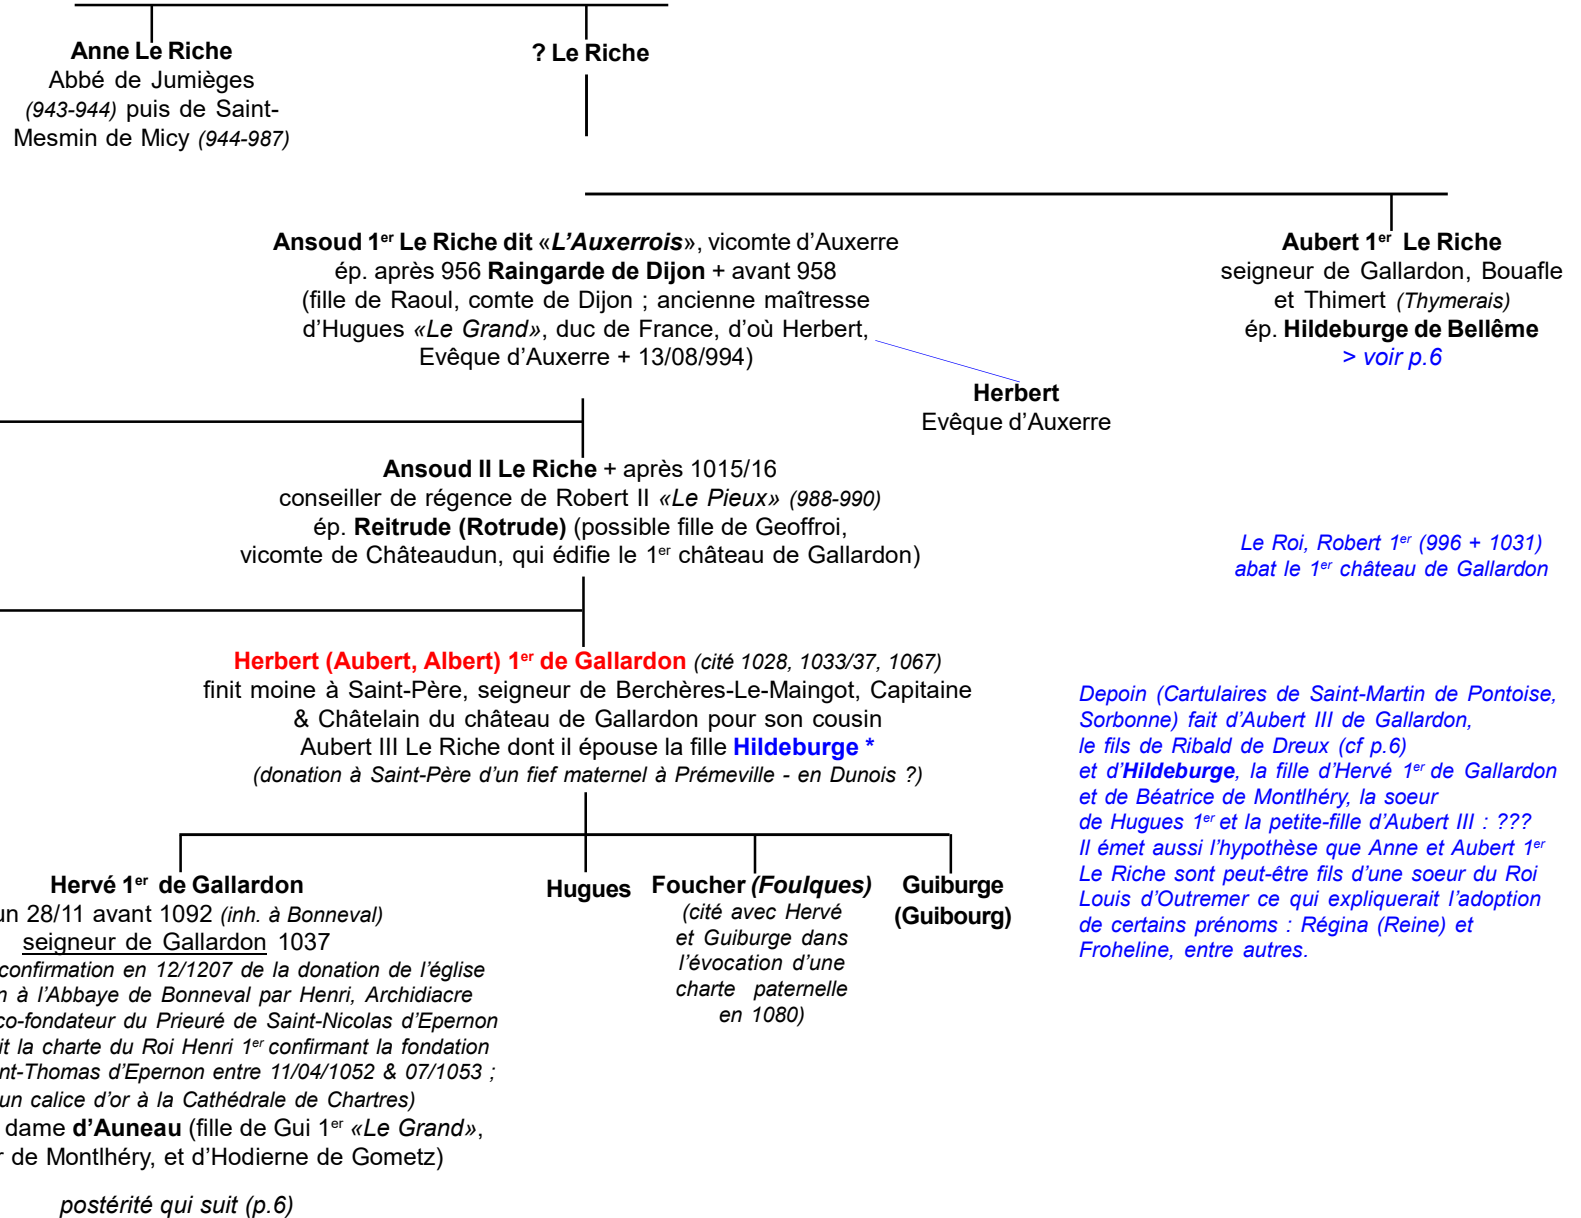 Anne Le Riche
Abbé de Jumièges
(943-944) puis de Saint-
Mesmin de Micy (944-987)
? Le Riche
Ansoud 1er Le Riche dit «L'Auxerrois», vicomte d'Auxerre
ép. après 956 Raingarde de Dijon + avant 958
(fille de Raoul, comte de Dijon ; ancienne maîtresse
d'Hugues «Le Grand», duc de France, d'où Herbert,
Evêque d'Auxerre + 13/08/994)
Aubert 1er Le Riche
seigneur de Gallardon, Bouafle
et Thimert (Thymerais)
ép. Hildeburge de Bellême
> voir p.6
Herbert
Evêque d'Auxerre
Ansoud II Le Riche + après 1015/16
conseiller de régence de Robert II «Le Pieux» (988-990)
ép. Reitrude (Rotrude) (possible fille de Geoffroi,
vicomte de Châteaudun, qui édifie le 1er château de Gallardon)
Le Roi, Robert 1er (996 + 1031)
abat le 1er château de Gallardon
Herbert (Aubert, Albert) 1er de Gallardon (cité 1028, 1033/37, 1067)
finit moine à Saint-Père, seigneur de Berchères-Le-Maingot, Capitaine
& Châtelain du château de Gallardon pour son cousin
Aubert III Le Riche dont il épouse la fille Hildeburge *
(donation à Saint-Père d'un fief maternel à Prémeville - en Dunois ?)
Depoin (Cartulaires de Saint-Martin de Pontoise,
Sorbonne) fait d'Aubert III de Gallardon,
le fils de Ribald de Dreux (cf p.6)
et d'Hildeburge, la fille d'Hervé 1er de Gallardon
et de Béatrice de Montlhéry, la soeur
de Hugues 1er et la petite-fille d'Aubert III : ???
Il émet aussi l'hypothèse que Anne et Aubert 1er
Le Riche sont peut-être fils d'une soeur du Roi
Louis d'Outremer ce qui expliquerait l'adoption
de certains prénoms : Régina (Reine) et
Froheline, entre autres.
Hervé 1er de Gallardon
un 28/11 avant 1092 (inh. à Bonneval)
seigneur de Gallardon 1037
confirmation en 12/1207 de la donation de l'église
à l'Abbaye de Bonneval par Henri, Archidiacre
co-fondateur du Prieuré de Saint-Nicolas d'Epernon
la charte du Roi Henri 1er confirmant la fondation
nt-Thomas d'Epernon entre 11/04/1052 & 07/1053 ;
un calice d'or à la Cathédrale de Chartres)
dame d'Auneau (fille de Gui 1er «Le Grand»,
de Montlhéry, et d'Hodierne de Gometz)
postérité qui suit (p.6)
Hugues
Foucher (Foulques)
(cité avec Hervé
et Guiburge dans
l'évocation d'une
charte paternelle
en 1080)
Guiburge
(Guibourg)